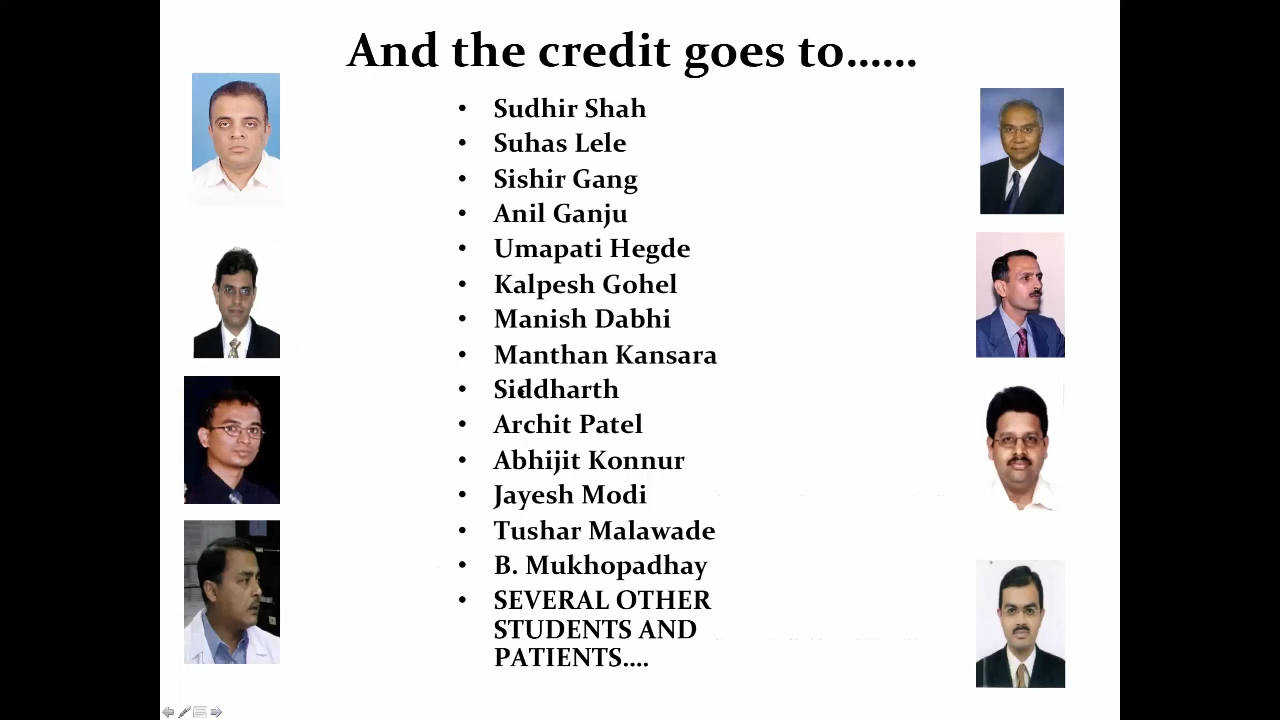 And the credit goes to......
• Sudhir Shah
• Suhas Lele
• Sishir Gang
• Anil Ganju
• Umapati Hegde
• Kalpesh Gohel
• Manish Dabhi
• Manthan Kansara
• Siddharth
• Archit Patel
• Abhijit Konnur
• Jayesh Modi
• Tushar Malawade
• B. Mukhopadhay
• SEVERAL OTHER
STUDENTS AND
PATIENTS....